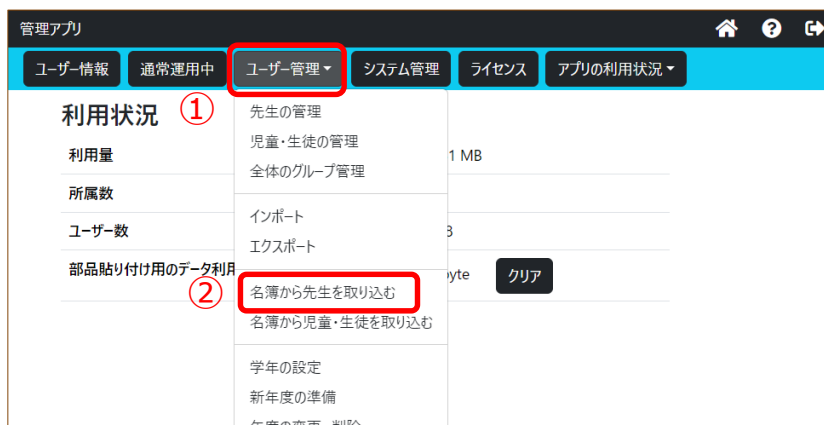 管理アプリ
ユーザー情報 通常運用中 ユーザー管理 システム管理 ライセンス アプリの利用状況
①
利用状況
先生の管理
児童・生徒の管理
全体のグループ管理
利用量
1 MB
所属数
インポート
ユーザー数
エクスポート
部品貼り付け用のデータ利用
byte クリア
②
名簿から先生を取り込む
名簿から児童・生徒を取り込む
学年の設定
新年度の準備